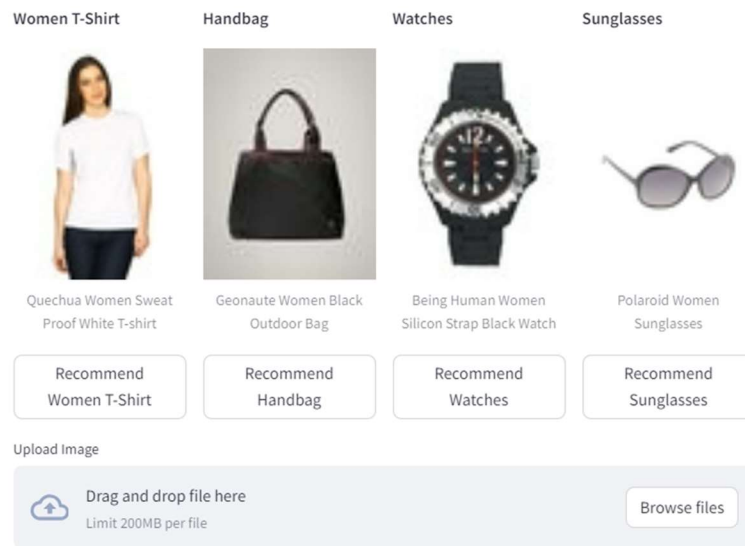 Women T-Shirt
Handbag
Watches
Sunglasses
Quechua Women Sweat
Proof White T-shirt
Geonaute Women Black
Outdoor Bag
Being Human Women
Silicon Strap Black Watch
Polaroid Women
Sunglasses
Recommend
Women T-Shirt
Recommend
Handbag
Recommend
Watches
Recommend
Sunglasses
Upload Image
Drag and drop file here
Limit 200MB per file
Browse files